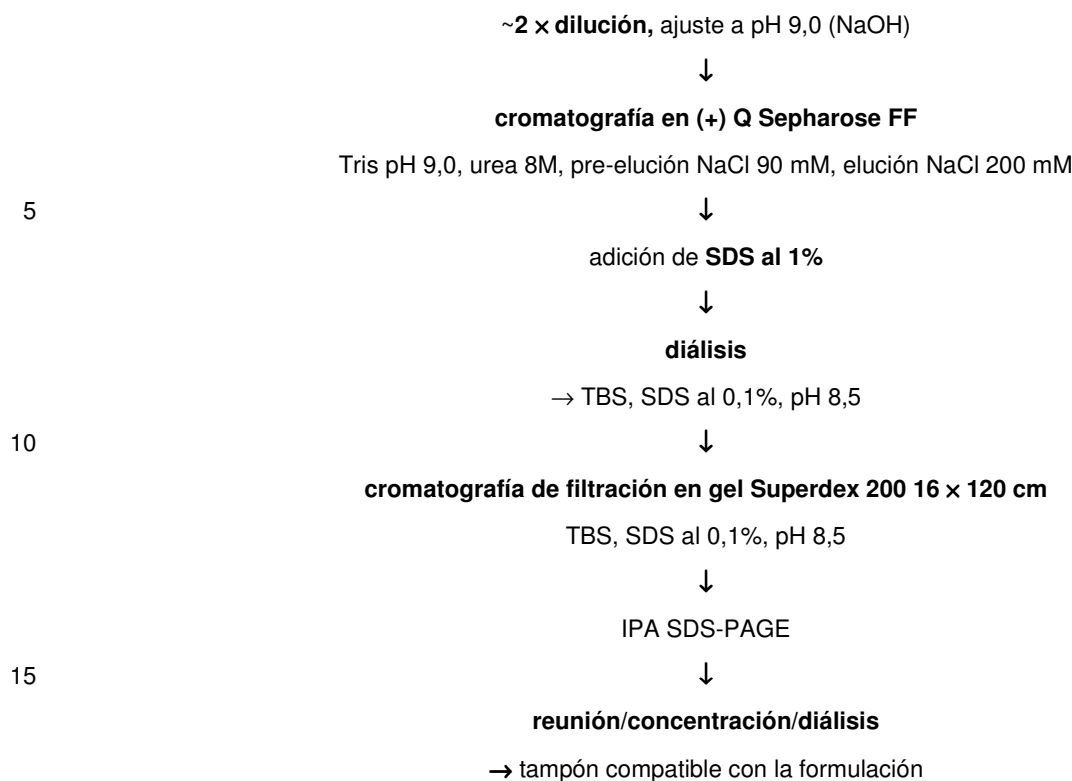 ~2 × dilución, ajuste a pH 9,0 (NaOH)
↓
cromatografía en (+) Q Sepharose FF
Tris pH 9,0, urea 8M, pre-elución NaCl 90 mM, elución NaCl 200 mM
5 ↓
adición de SDS al 1%
↓
diálisis
→ TBS, SDS al 0,1%, pH 8,5
10 ↓
cromatografía de filtración en gel Superdex 200 16 × 120 cm
TBS, SDS al 0,1%, pH 8,5
↓
IPA SDS-PAGE
15 ↓
reunión/concentración/diálisis
→ tampón compatible con la formulación